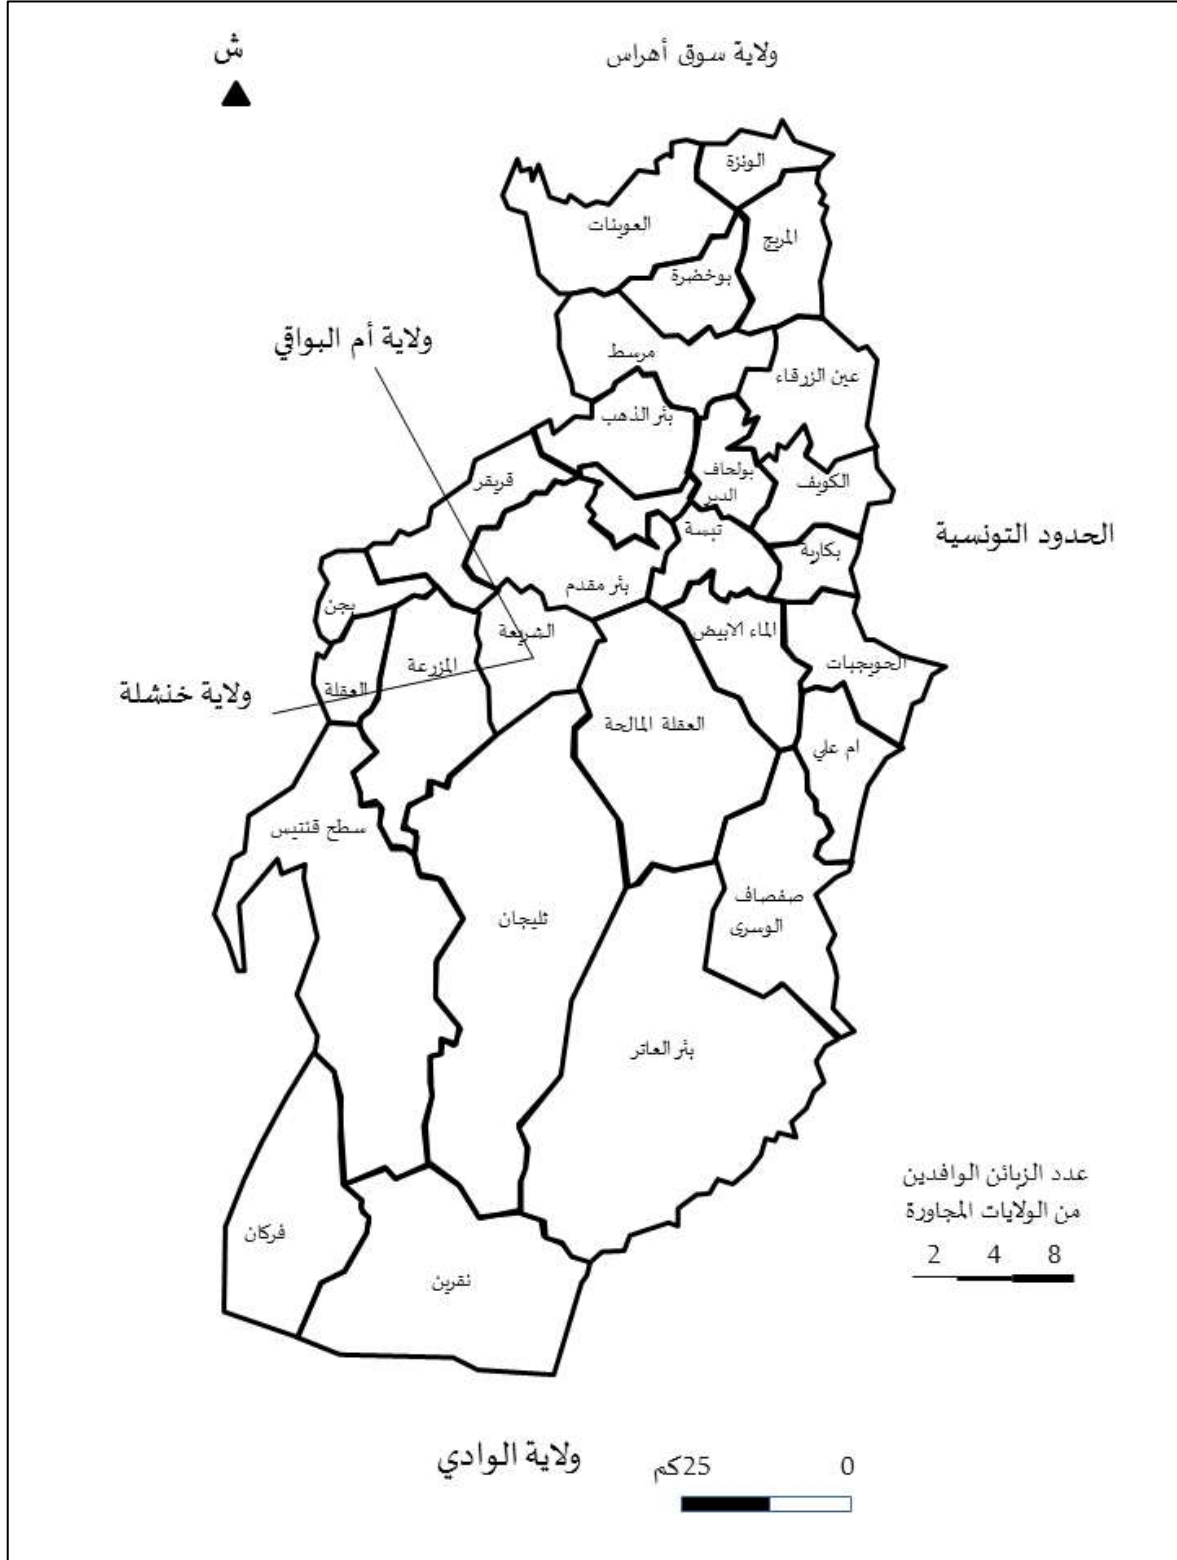 ش
ولاية سوق أهراس
الونزة
العوينات
المريج
بوخضرة
ولاية أم البواقي
مرسط
عين الزرقاء
بئر الذهب
بولحاف
الدير
قريقر
الكويف
تبسة
الحدود التونسية
بكارية
بئر مقدم
بجن
الشريعة
الماء الابيض
الحويجبات
المزرعة
العقلة
ولاية خنشلة
العقلة المالحة
ام علي
سطح قنتيس
صفصاف
الوسرى
ثليجان
بئر العاتر
عدد الزبائن الوافدين
من الولايات المجاورة
2 4 8
فركان
نقرين
ولاية الوادي
25كم 0